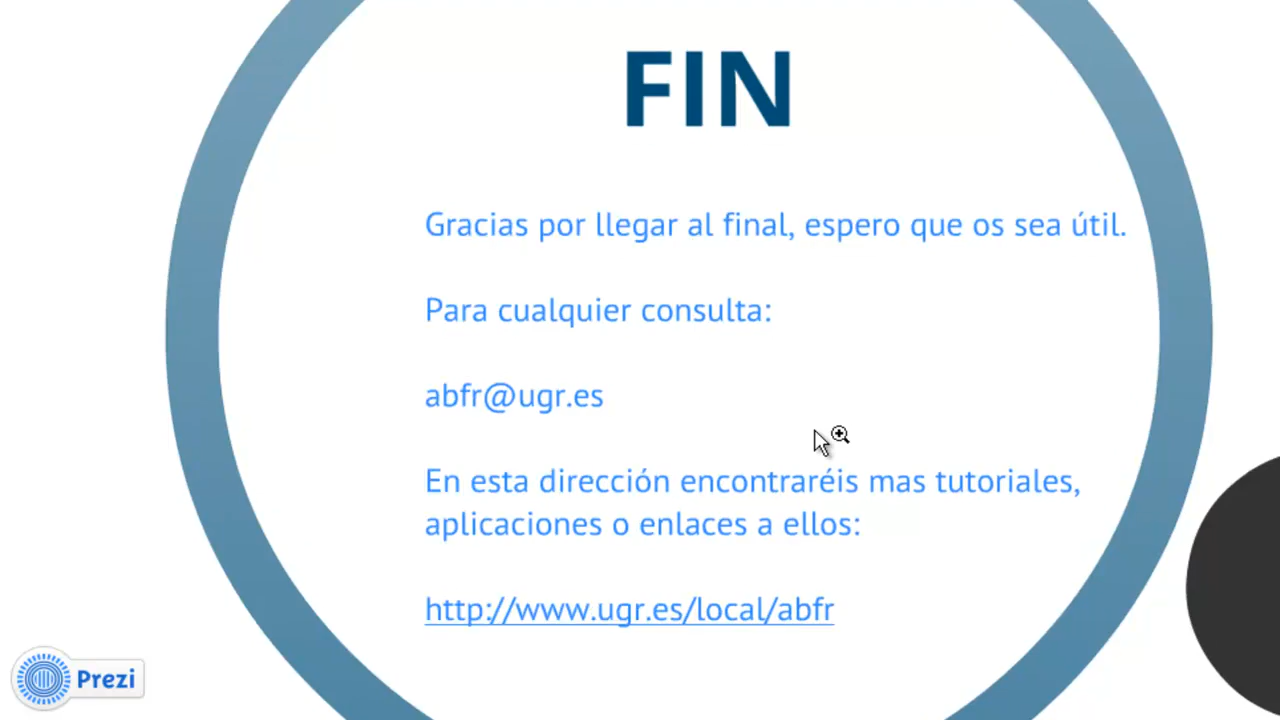 FIN
Gracias por llegar al final, espero que os sea útil.
Para cualquier consulta:
abfr@ugr.es
En esta dirección encontraréis mas tutoriales,
aplicaciones o enlaces a ellos:
http://www.ugr.es/local/abfr
Prezi